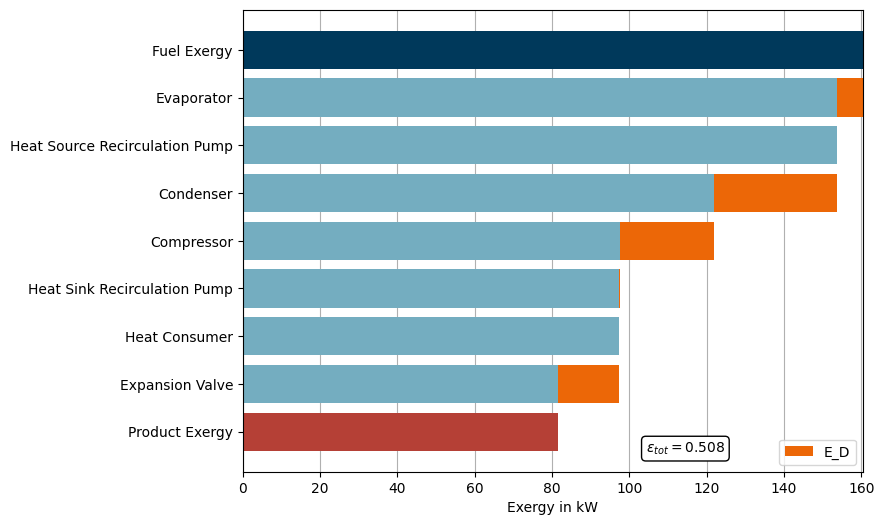 Fuel Exergy
Evaporator
Heat Source Recirculation Pump
Condenser
Compressor
Heat Sink Recirculation Pump
Heat Consumer
Expansion Valve
Product Exergy
ε_tot = 0.508
E_D
0 20 40 60 80 100 120 140 160
Exergy in kW